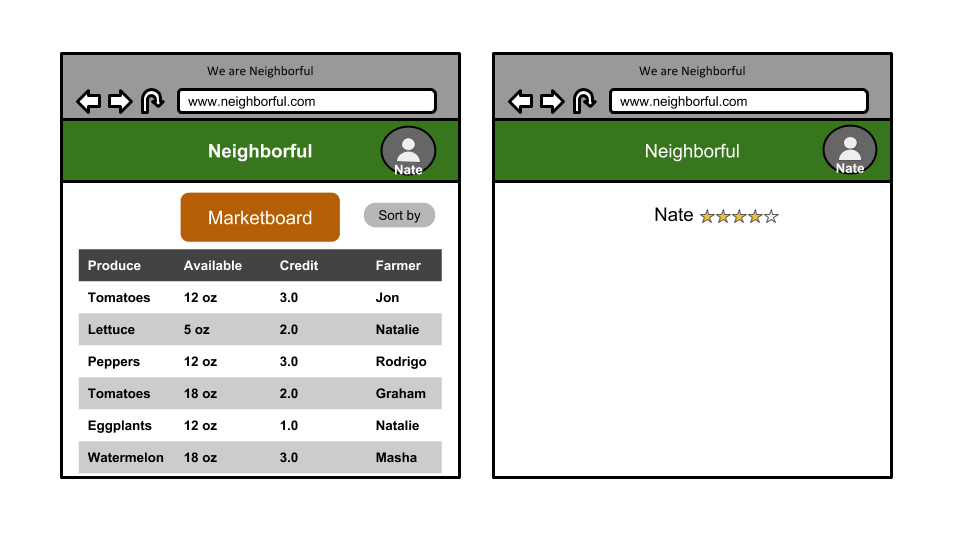 We are Neighborful
www.neighborful.com
Neighborful
Nate
Marketboard
Sort by
Produce Available Credit Farmer
Tomatoes 12 oz 3.0 Jon
Lettuce 5 oz 2.0 Natalie
Peppers 12 oz 3.0 Rodrigo
Tomatoes 18 oz 2.0 Graham
Eggplants 12 oz 1.0 Natalie
Watermelon 18 oz 3.0 Masha
We are Neighborful
www.neighborful.com
Neighborful
Nate
Nate